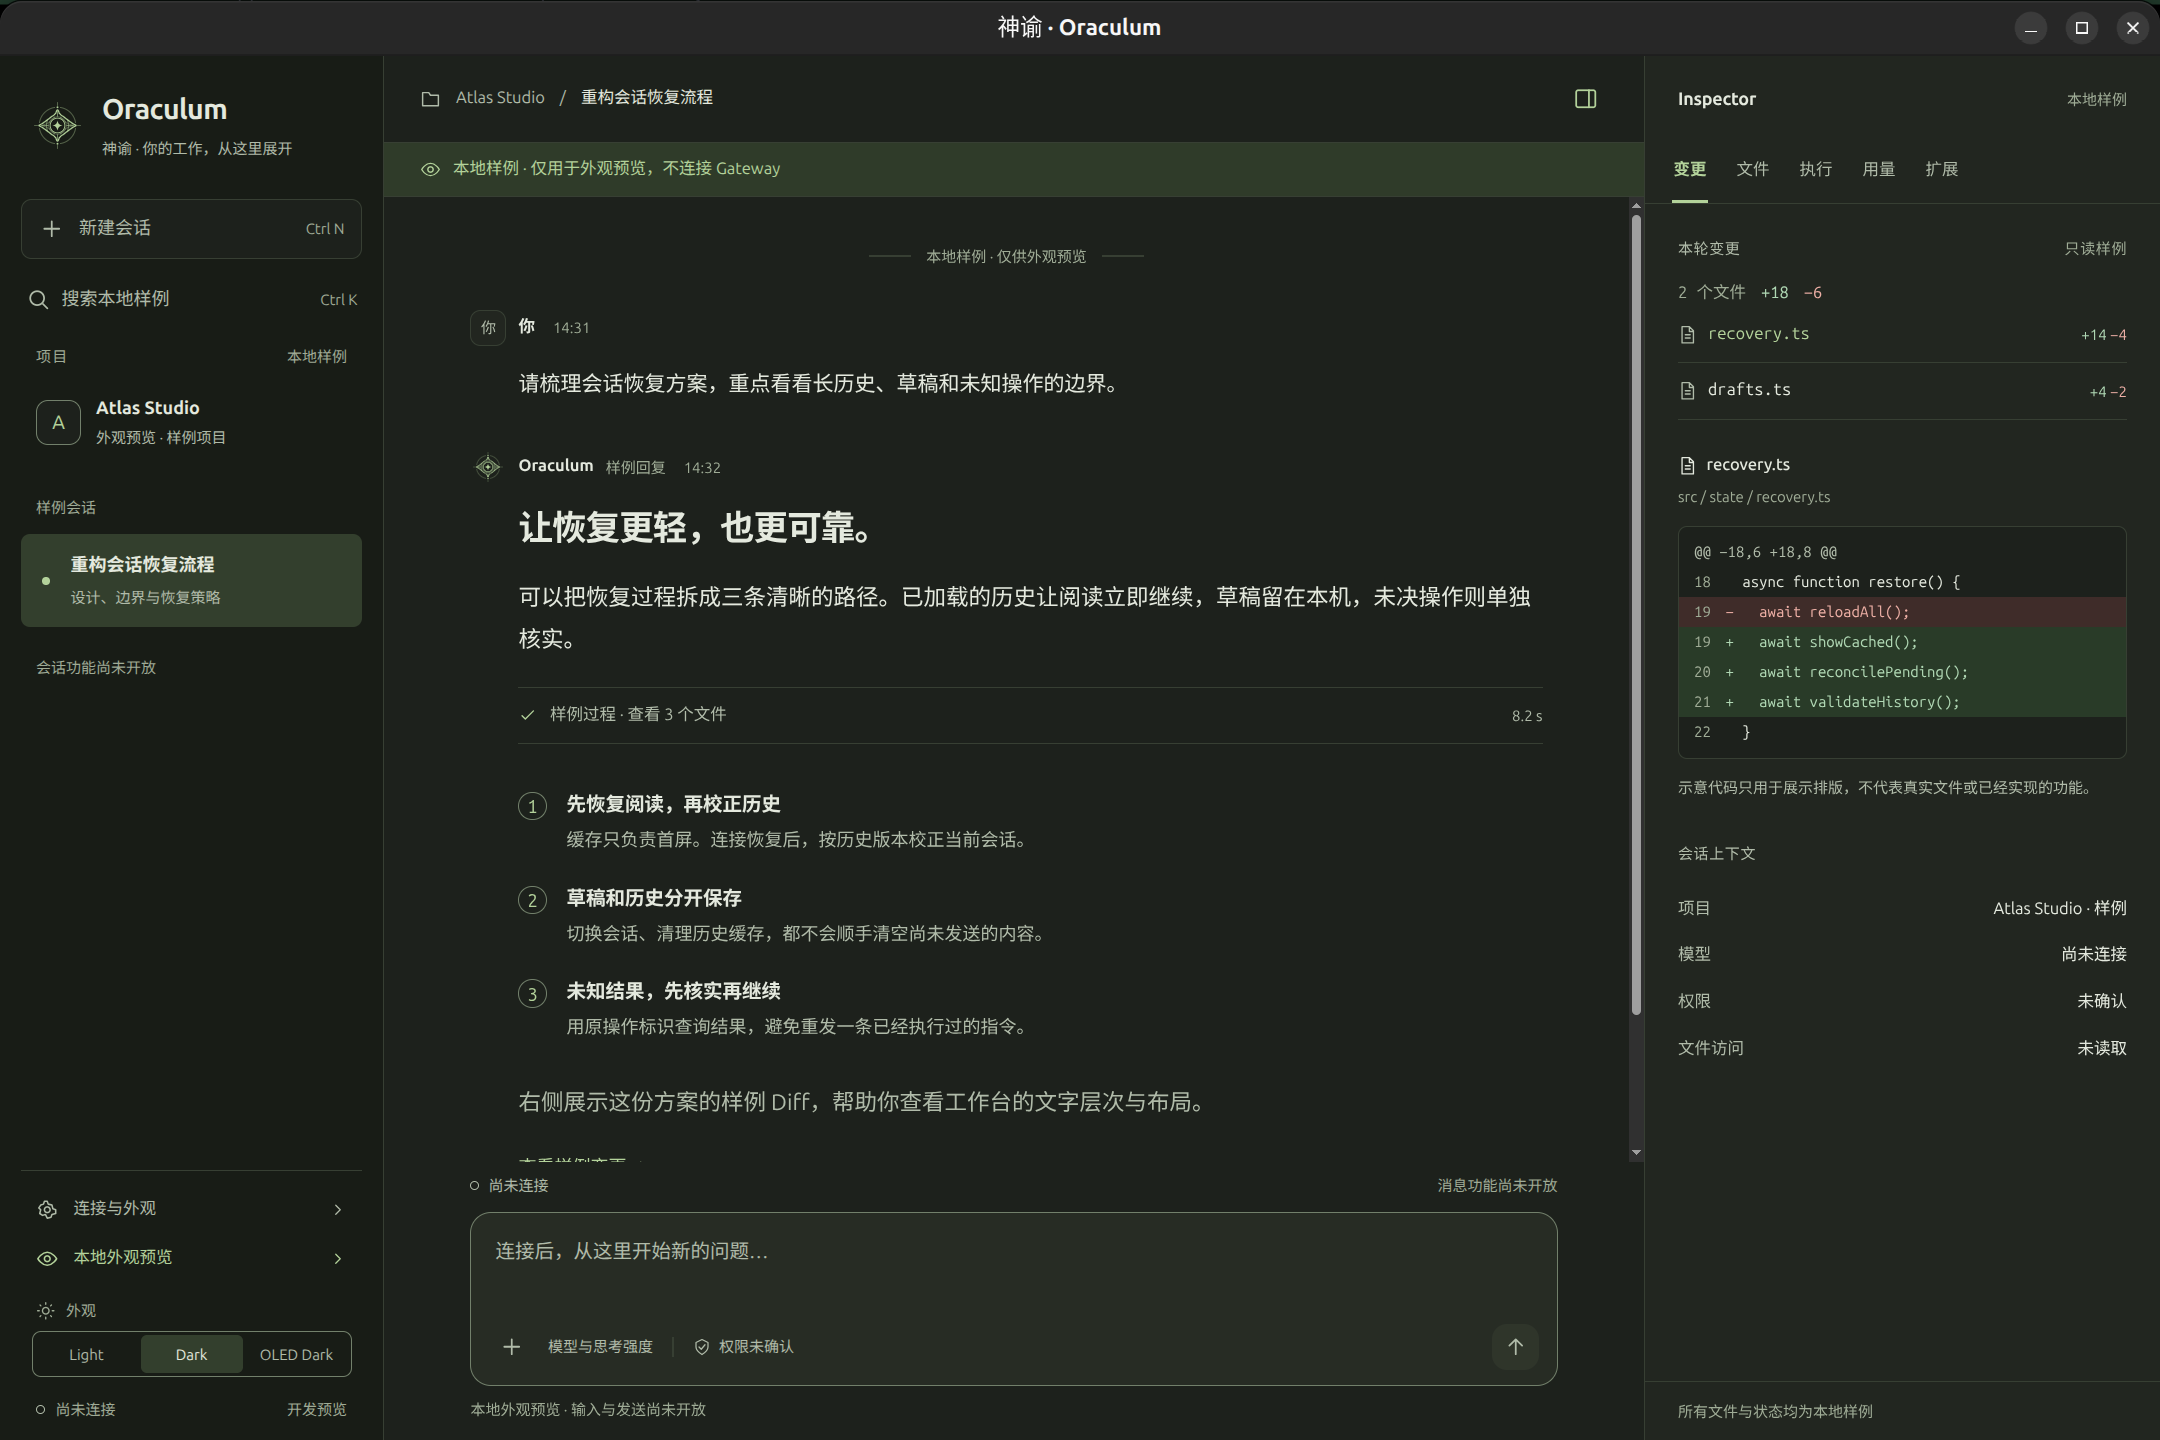 神谕 · Oraculum
Oraculum
神谕 · 你的工作，从这里展开
新建会话 Ctrl N
搜索本地样例 Ctrl K
项目 本地样例
A
Atlas Studio
外观预览 · 样例项目
样例会话
重构会话恢复流程
设计、边界与恢复策略
会话功能尚未开放
连接与外观
本地外观预览
外观
Light Dark OLED Dark
尚未连接 开发预览
Atlas Studio / 重构会话恢复流程
本地样例 · 仅用于外观预览，不连接 Gateway
本地样例 · 仅供外观预览
你 你 14:31
请梳理会话恢复方案，重点看看长历史、草稿和未知操作的边界。
Oraculum 样例回复 14:32
让恢复更轻，也更可靠。
可以把恢复过程拆成三条清晰的路径。已加载的历史让阅读立即继续，草稿留在本机，未决操作则单独
核实。
样例过程 · 查看 3 个文件 8.2 s
1 先恢复阅读，再校正历史
缓存只负责首屏。连接恢复后，按历史版本校正当前会话。
2 草稿和历史分开保存
切换会话、清理历史缓存，都不会顺手清空尚未发送的内容。
3 未知结果，先核实再继续
用原操作标识查询结果，避免重发一条已经执行过的指令。
右侧展示这份方案的样例 Diff，帮助你查看工作台的文字层次与布局。
尚未连接 消息功能尚未开放
连接后，从这里开始新的问题…
模型与思考强度 权限未确认
本地外观预览 · 输入与发送尚未开放
Inspector 本地样例
变更 文件 执行 用量 扩展
本轮变更 只读样例
2 个文件 +18 −6
recovery.ts +14 −4
drafts.ts +4 −2
recovery.ts
src / state / recovery.ts
@@ −18,6 +18,8 @@
18 async function restore() {
19 − await reloadAll();
19 + await showCached();
20 + await reconcilePending();
21 + await validateHistory();
22 }
示意代码只用于展示排版，不代表真实文件或已经实现的功能。
会话上下文
项目 Atlas Studio · 样例
模型 尚未连接
权限 未确认
文件访问 未读取
所有文件与状态均为本地样例